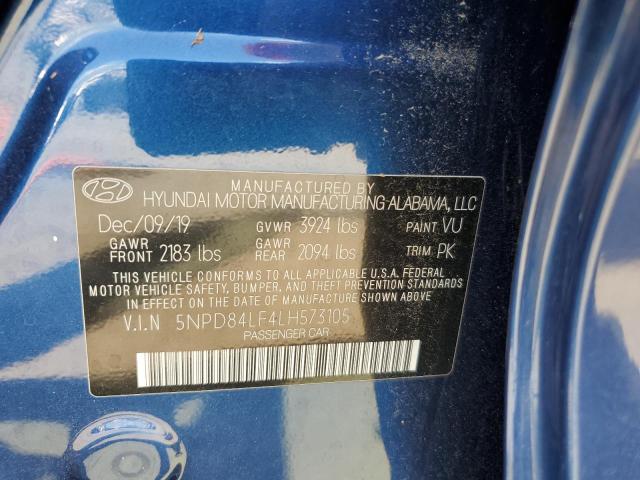 MANUFACTURED BY
HYUNDAI MOTOR MANUFACTURING ALABAMA, LLC
Dec/09/19 GVWR 3924 lbs PAINT VU
GAWR FRONT 2183 lbs GAWR REAR 2094 lbs TRIM PK
THIS VEHICLE CONFORMS TO ALL APPLICABLE U.S.A. FEDERAL
MOTOR VEHICLE SAFETY, BUMPER, AND THEFT PREVENTION
STANDARDS IN EFFECT ON THE DATE OF MANUFACTURE SHOWN ABOVE.
V.I.N 5NPD84LF4LH573105
PASSENGER CAR